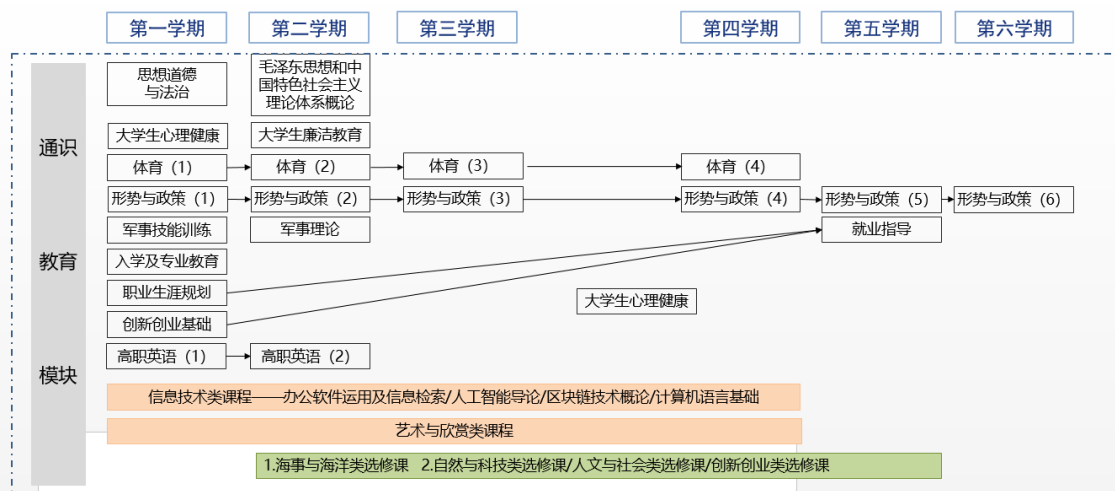 第一学期 第二学期 第三学期 第四学期 第五学期 第六学期
思想道德
与法治
毛泽东思想和中
国特色社会主义
理论体系概论
通识
大学生心理健康 大学生廉洁教育
体育（1） 体育（2） 体育（3） 体育（4）
形势与政策（1） 形势与政策（2） 形势与政策（3） 形势与政策（4） 形势与政策（5） 形势与政策（6）
军事技能训练 军事理论 就业指导
教育
入学及专业教育
职业生涯规划
大学生心理健康
创新创业基础
高职英语（1） 高职英语（2）
模块
信息技术类课程——办公软件运用及信息检索/人工智能导论/区块链技术概论/计算机语言基础
艺术与欣赏类课程
1.海事与海洋类选修课 2.自然与科技类选修课/人文与社会类选修课/创新创业类选修课